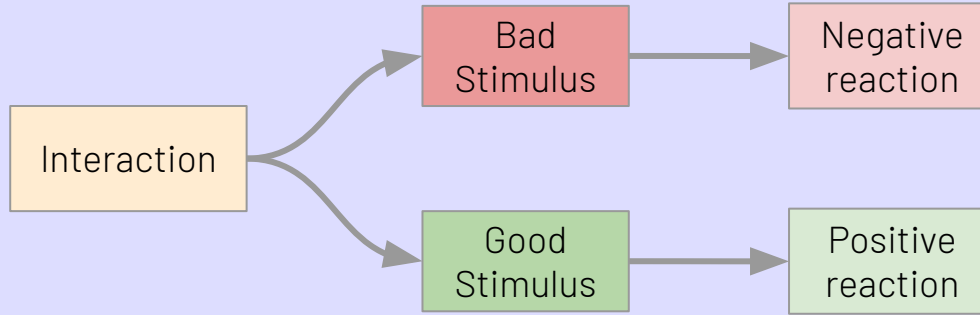 Interaction
Bad
Stimulus
Negative
reaction
Good
Stimulus
Positive
reaction